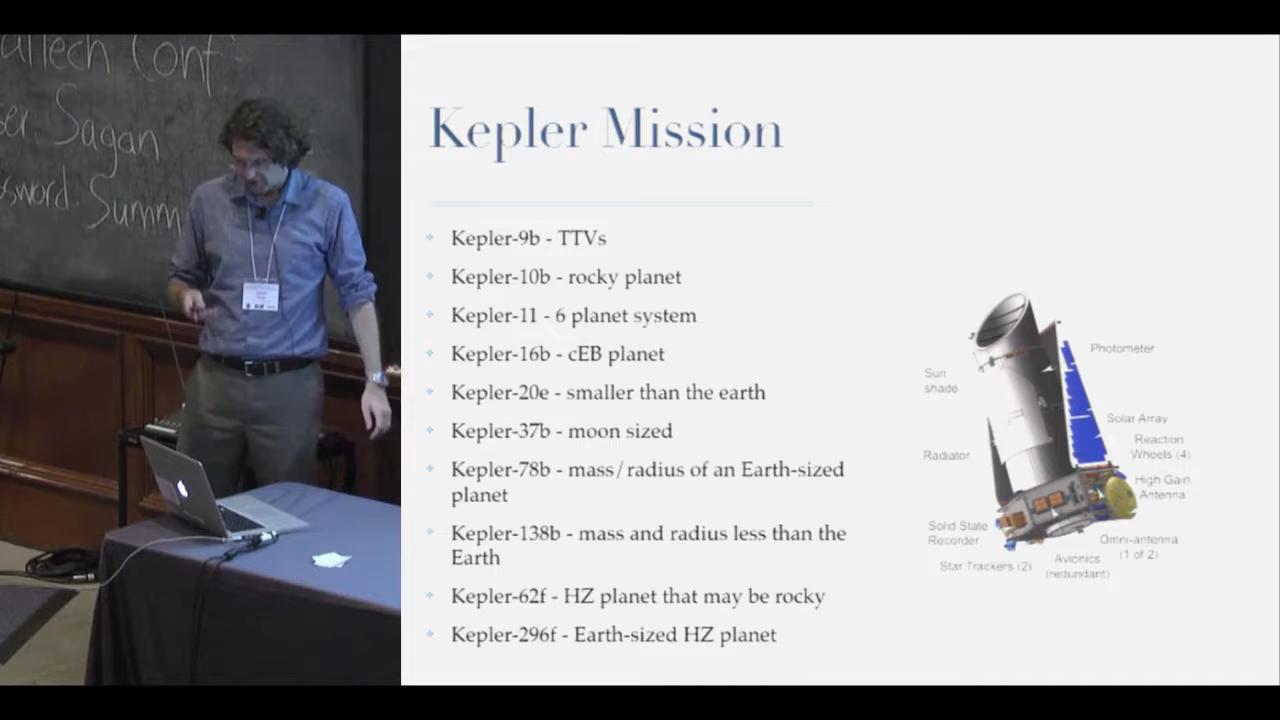 altech Conf
ser: Sagan
sword: Summ
Kepler Mission
Kepler-9b - TTVs
Kepler-10b - rocky planet
Kepler-11 - 6 planet system
Kepler-16b - cEB planet
Kepler-20e - smaller than the earth
Kepler-37b - moon sized
Kepler-78b - mass/radius of an Earth-sized
planet
Kepler-138b - mass and radius less than the
Earth
Kepler-62f - HZ planet that may be rocky
Kepler-296f - Earth-sized HZ planet
Photometer
Sun
shade
Solar Array
Reaction
Wheels (4)
Radiator
High Gain
Antenna
Solid State
Recorder
Omni-antenna
(1 of 2)
Star Trackers (2)
Avionics
(redundant)